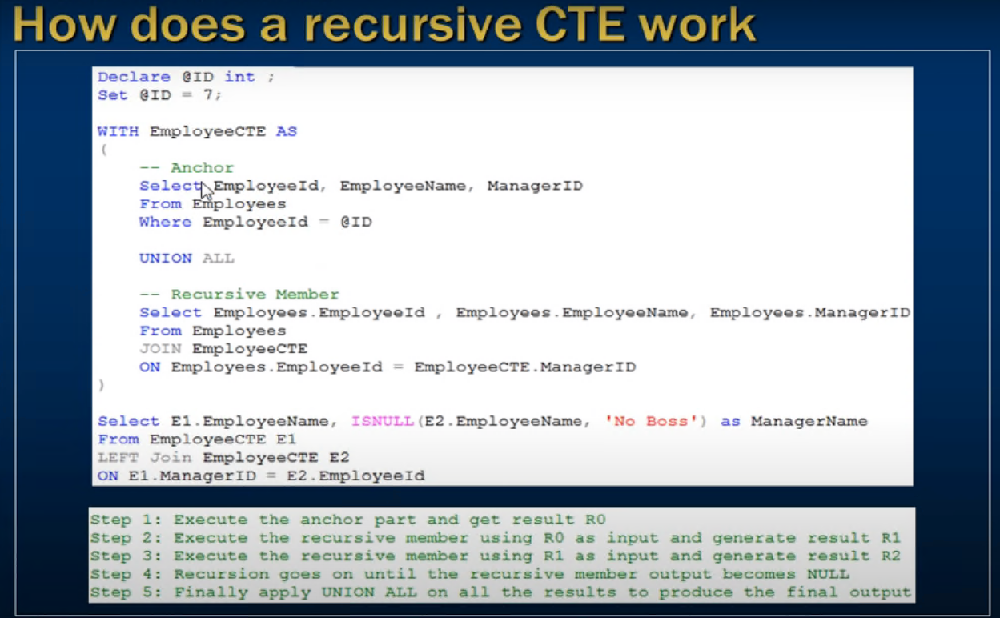 How does a recursive CTE work
Declare @ID int ;
Set @ID = 7;
WITH EmployeeCTE AS
(
-- Anchor
Select EmployeeId, EmployeeName, ManagerID
From Employees
Where EmployeeId = @ID
UNION ALL
-- Recursive Member
Select Employees.EmployeeId , Employees.EmployeeName, Employees.ManagerID
From Employees
JOIN EmployeeCTE
ON Employees.EmployeeId = EmployeeCTE.ManagerID
)
Select E1.EmployeeName, ISNULL(E2.EmployeeName, 'No Boss') as ManagerName
From EmployeeCTE E1
LEFT Join EmployeeCTE E2
ON E1.ManagerID = E2.EmployeeId
Step 1: Execute the anchor part and get result R0
Step 2: Execute the recursive member using R0 as input and generate result R1
Step 3: Execute the recursive member using R1 as input and generate result R2
Step 4: Recursion goes on until the recursive member output becomes NULL
Step 5: Finally apply UNION ALL on all the results to produce the final output